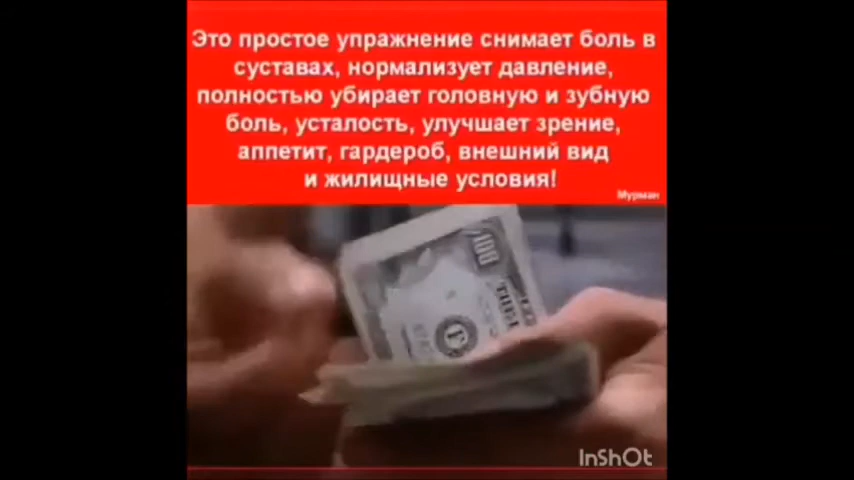 Это простое упражнение снимает боль в
суставах, нормализует давление,
полностью убирает головную и зубную
боль, усталость, улучшает зрение,
аппетит, гардероб, внешний вид
и жилищные условия!
Мурман
100
InShOt